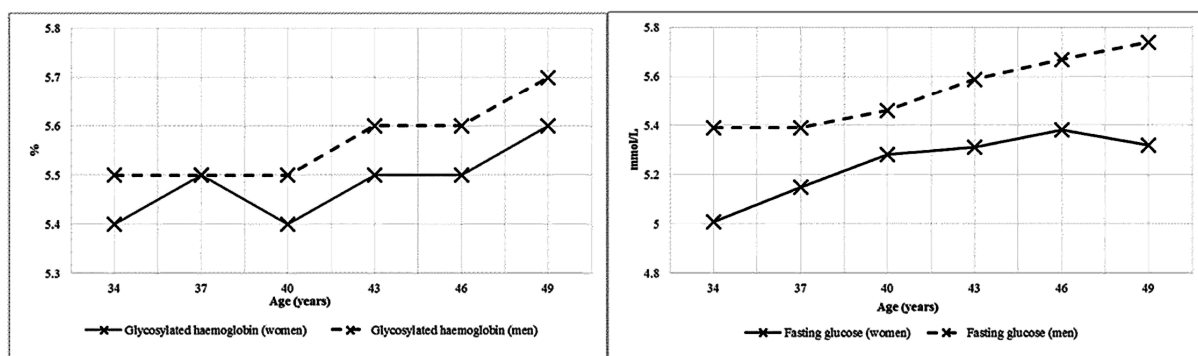 %
5.8
5.7
5.6
5.5
5.4
5.3
34 37 40 43 46 49
Age (years)
Glycosylated haemoglobin (women) Glycosylated haemoglobin (men)
mmol/L
5.8
5.6
5.4
5.2
5
4.8
34 37 40 43 46 49
Age (years)
Fasting glucose (women) Fasting glucose (men)